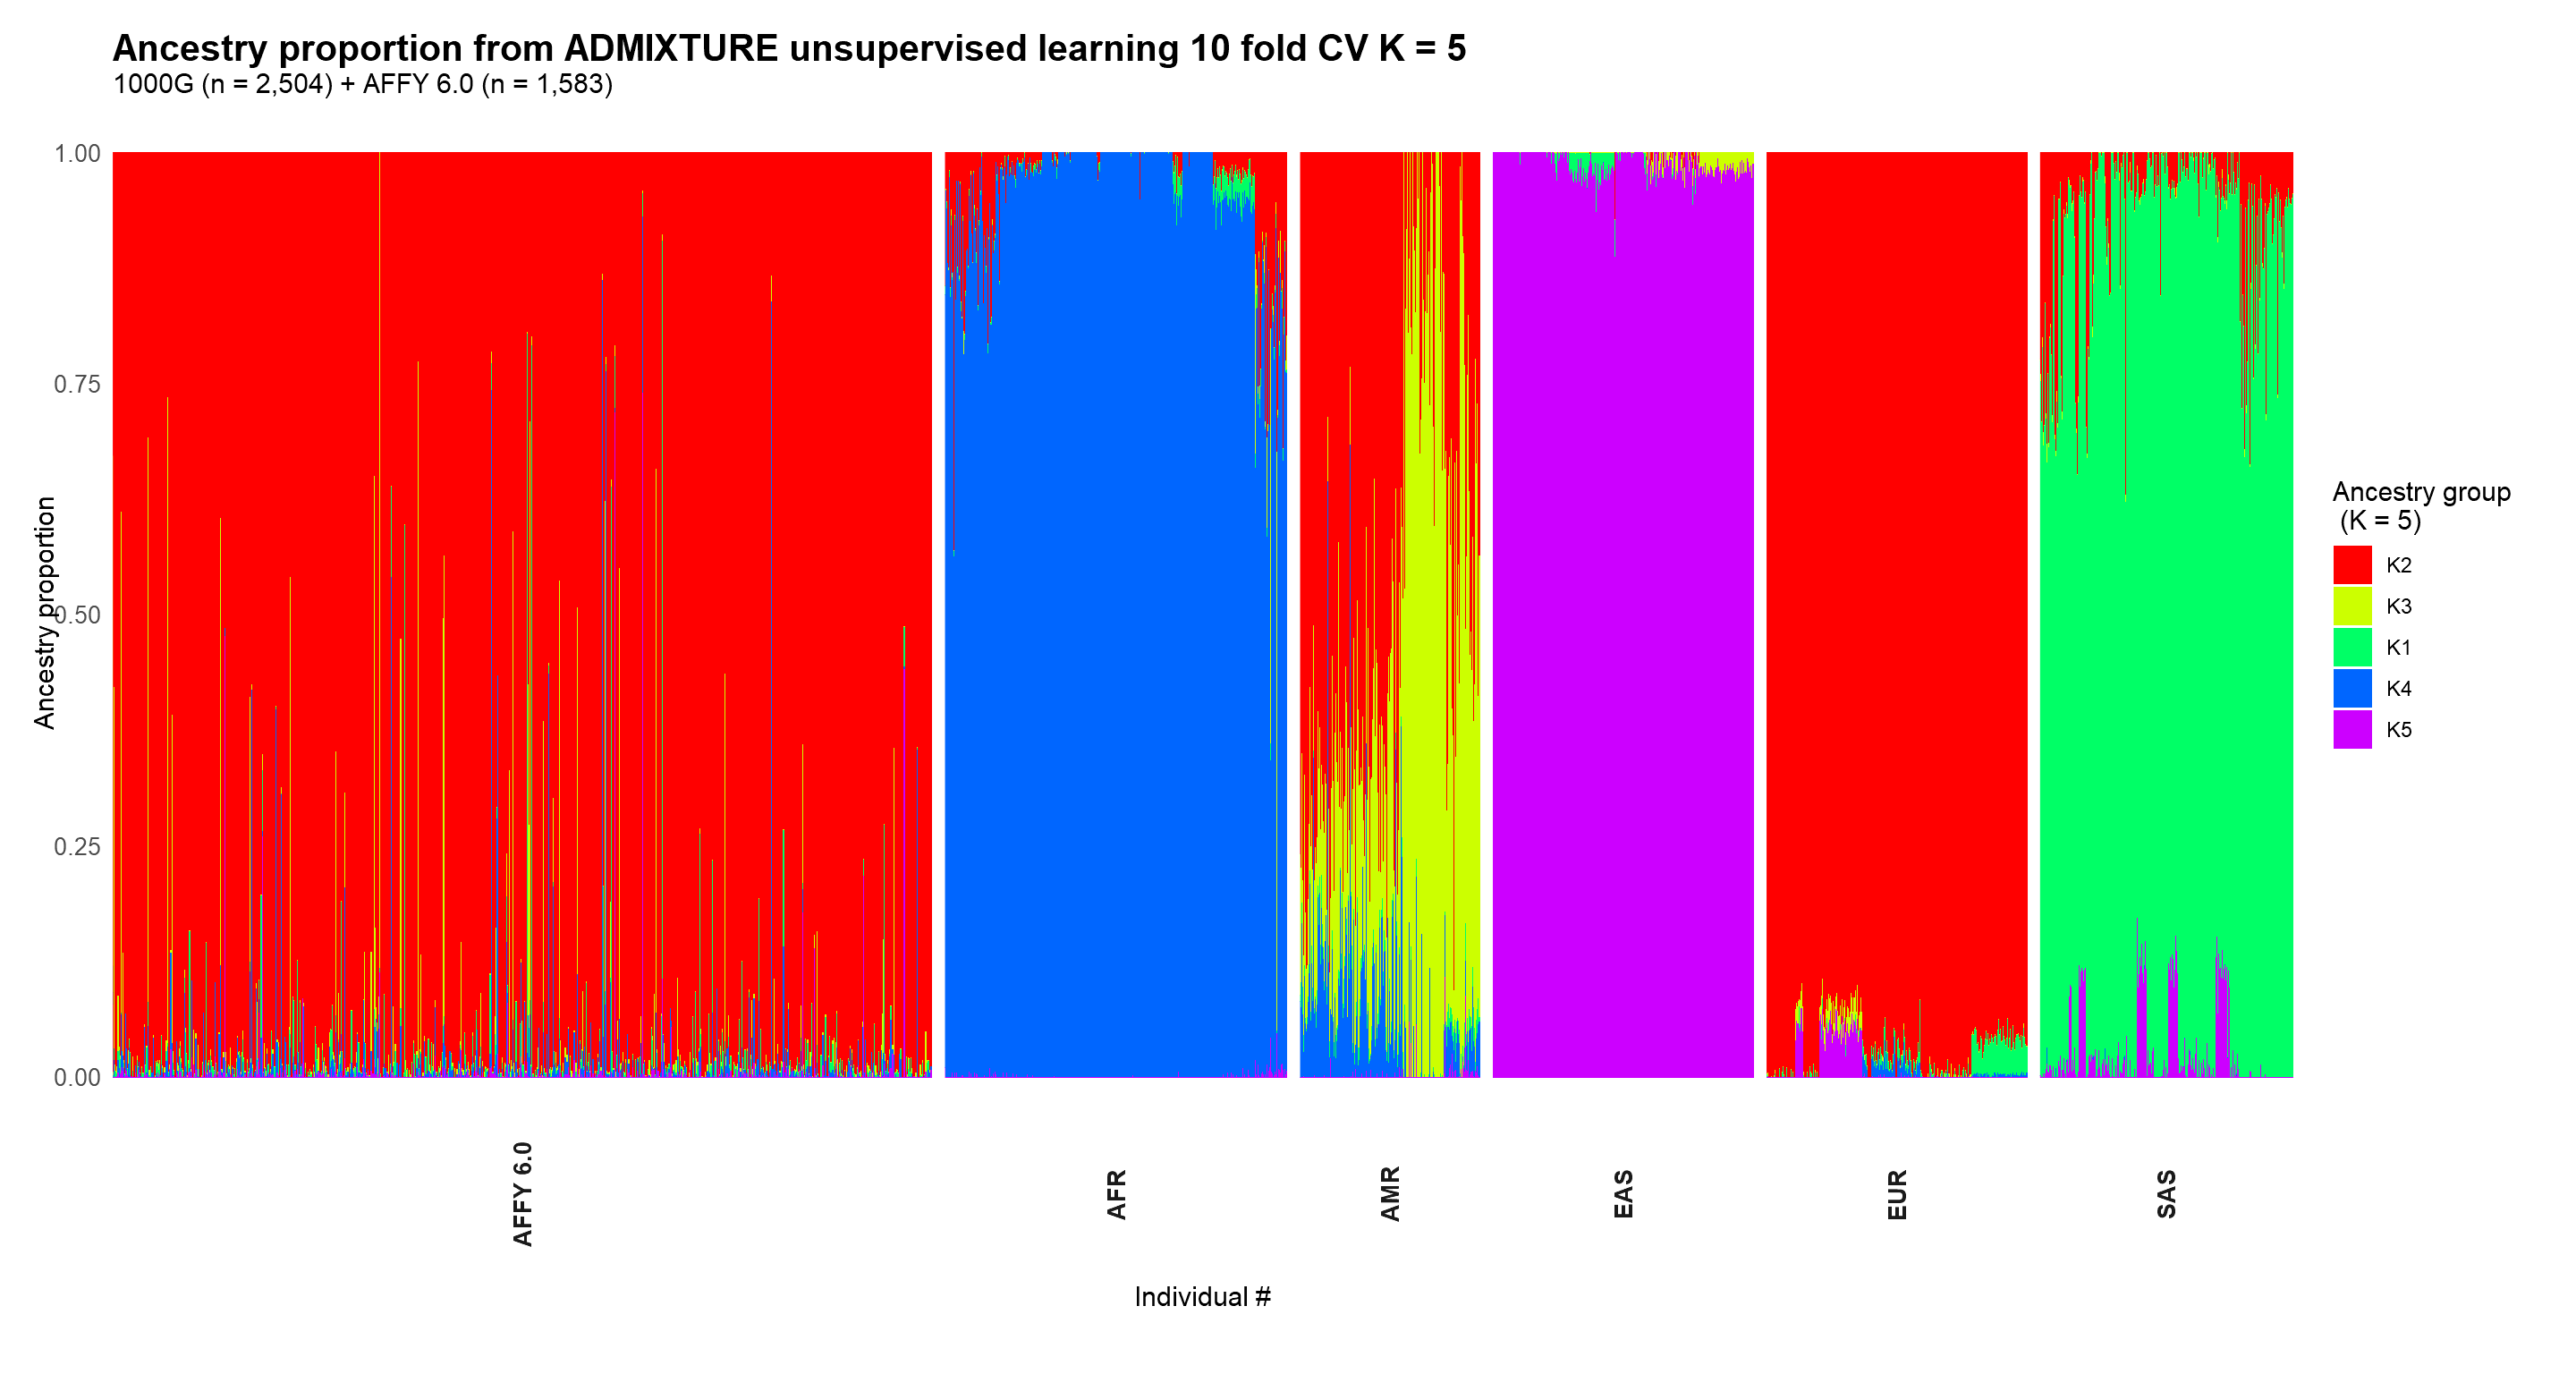 Ancestry proportion from ADMIXTURE unsupervised learning 10 fold CV K = 5
1000G (n = 2,504) + AFFY 6.0 (n = 1,583)
Ancestry proportion
1.00
0.75
0.50
0.25
0.00
AFFY 6.0
AFR
AMR
EAS
EUR
SAS
Individual #
Ancestry group
(K = 5)
K2
K3
K1
K4
K5